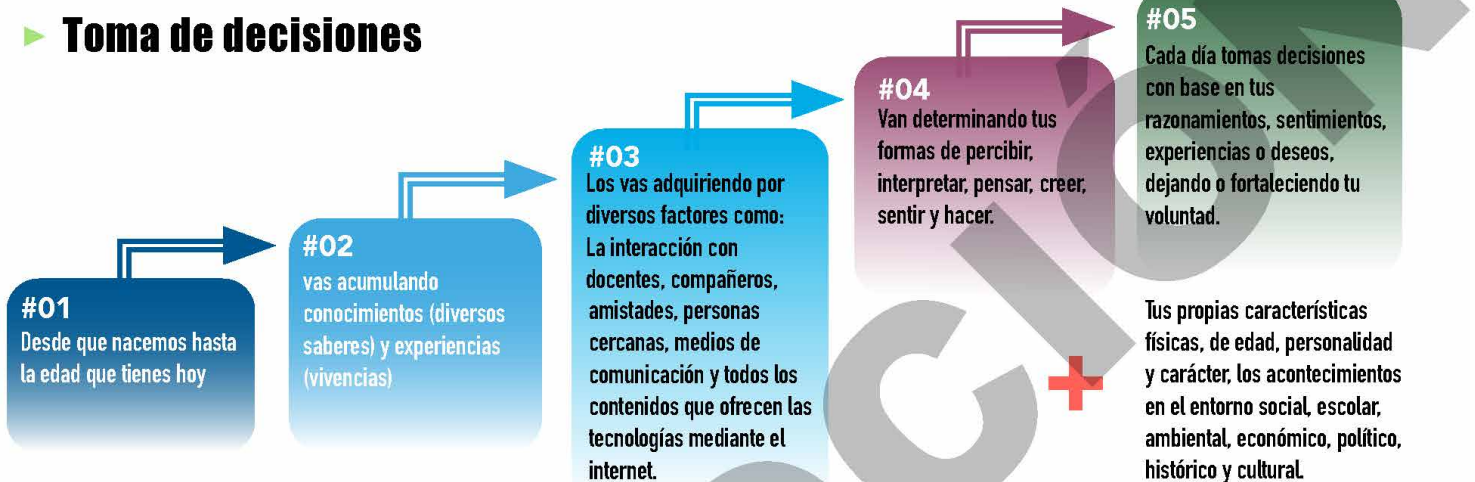 Toma de decisiones
#01
Desde que nacemos hasta
la edad que tienes hoy
#02
vas acumulando
conocimientos (diversos
saberes) y experiencias
(vivencias)
#03
Los vas adquiriendo por
diversos factores como:
La interacción con
docentes, compañeros,
amistades, personas
cercanas, medios de
comunicación y todos los
contenidos que ofrecen las
tecnologías mediante el
internet.
#04
Van determinando tus
formas de percibir,
interpretar, pensar, creer,
sentir y hacer.
#05
Cada día tomas decisiones
con base en tus
razonamientos, sentimientos,
experiencias o deseos,
dejando o fortaleciendo tu
voluntad.
+
Tus propias características
físicas, de edad, personalidad
y carácter, los acontecimientos
en el entorno social, escolar,
ambiental, económico, político,
histórico y cultural.